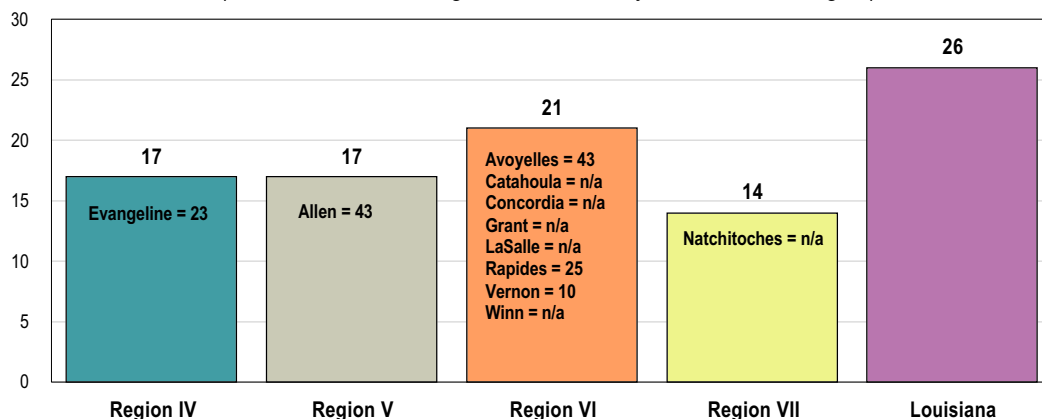 30
25
20
15
10
5
0
17
Evangeline = 23
17
Allen = 43
21
Avoyelles = 43
Catahoula = n/a
Concordia = n/a
Grant = n/a
LaSalle = n/a
Rapides = 25
Vernon = 10
Winn = n/a
14
Natchitoches = n/a
26
Region IV
Region V
Region VI
Region VII
Louisiana